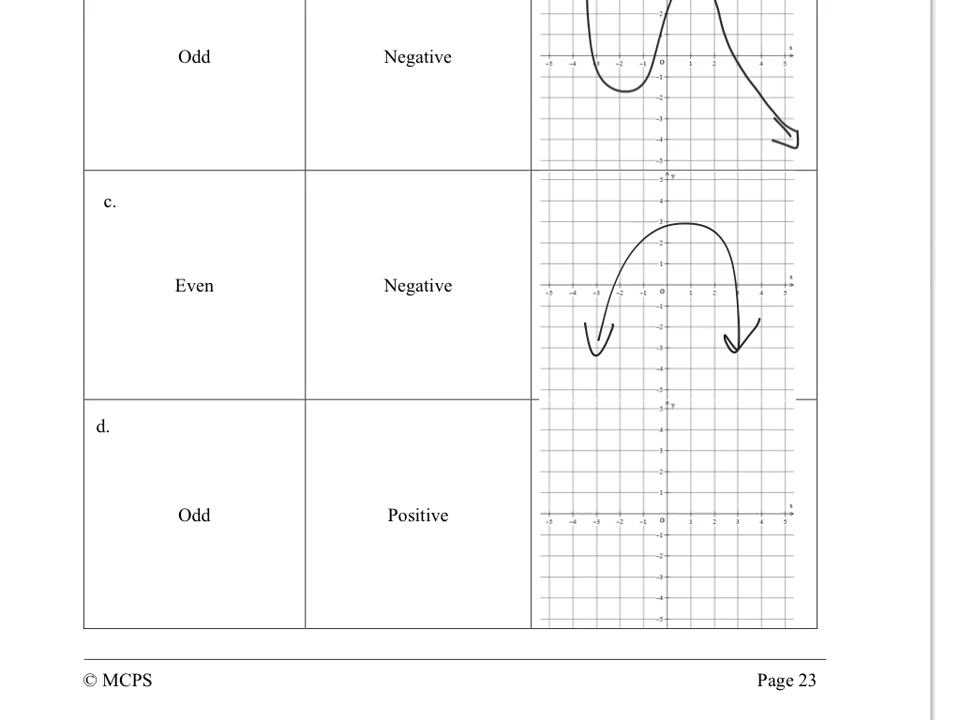 Odd
Negative
c.
Even
Negative
d.
Odd
Positive
© MCPS
Page 23